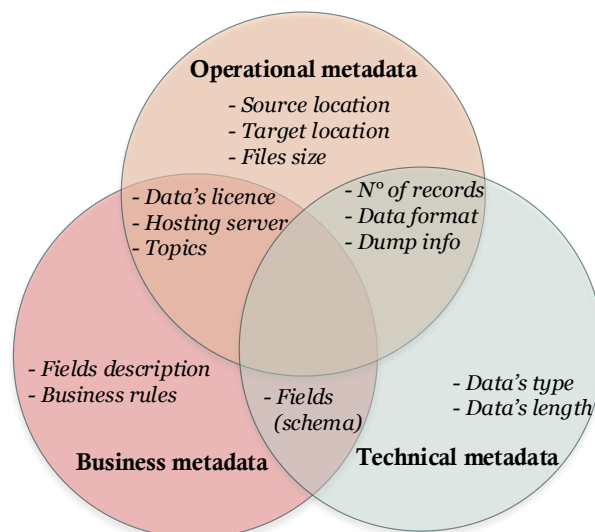 Operational metadata
- Source location
- Target location
- Files size
- Data's licence
- Hosting server
- Topics
- N° of records
- Data format
- Dump info
- Fields description
- Business rules
- Fields
(schema)
- Data's type
- Data's length
Business metadata
Technical metadata